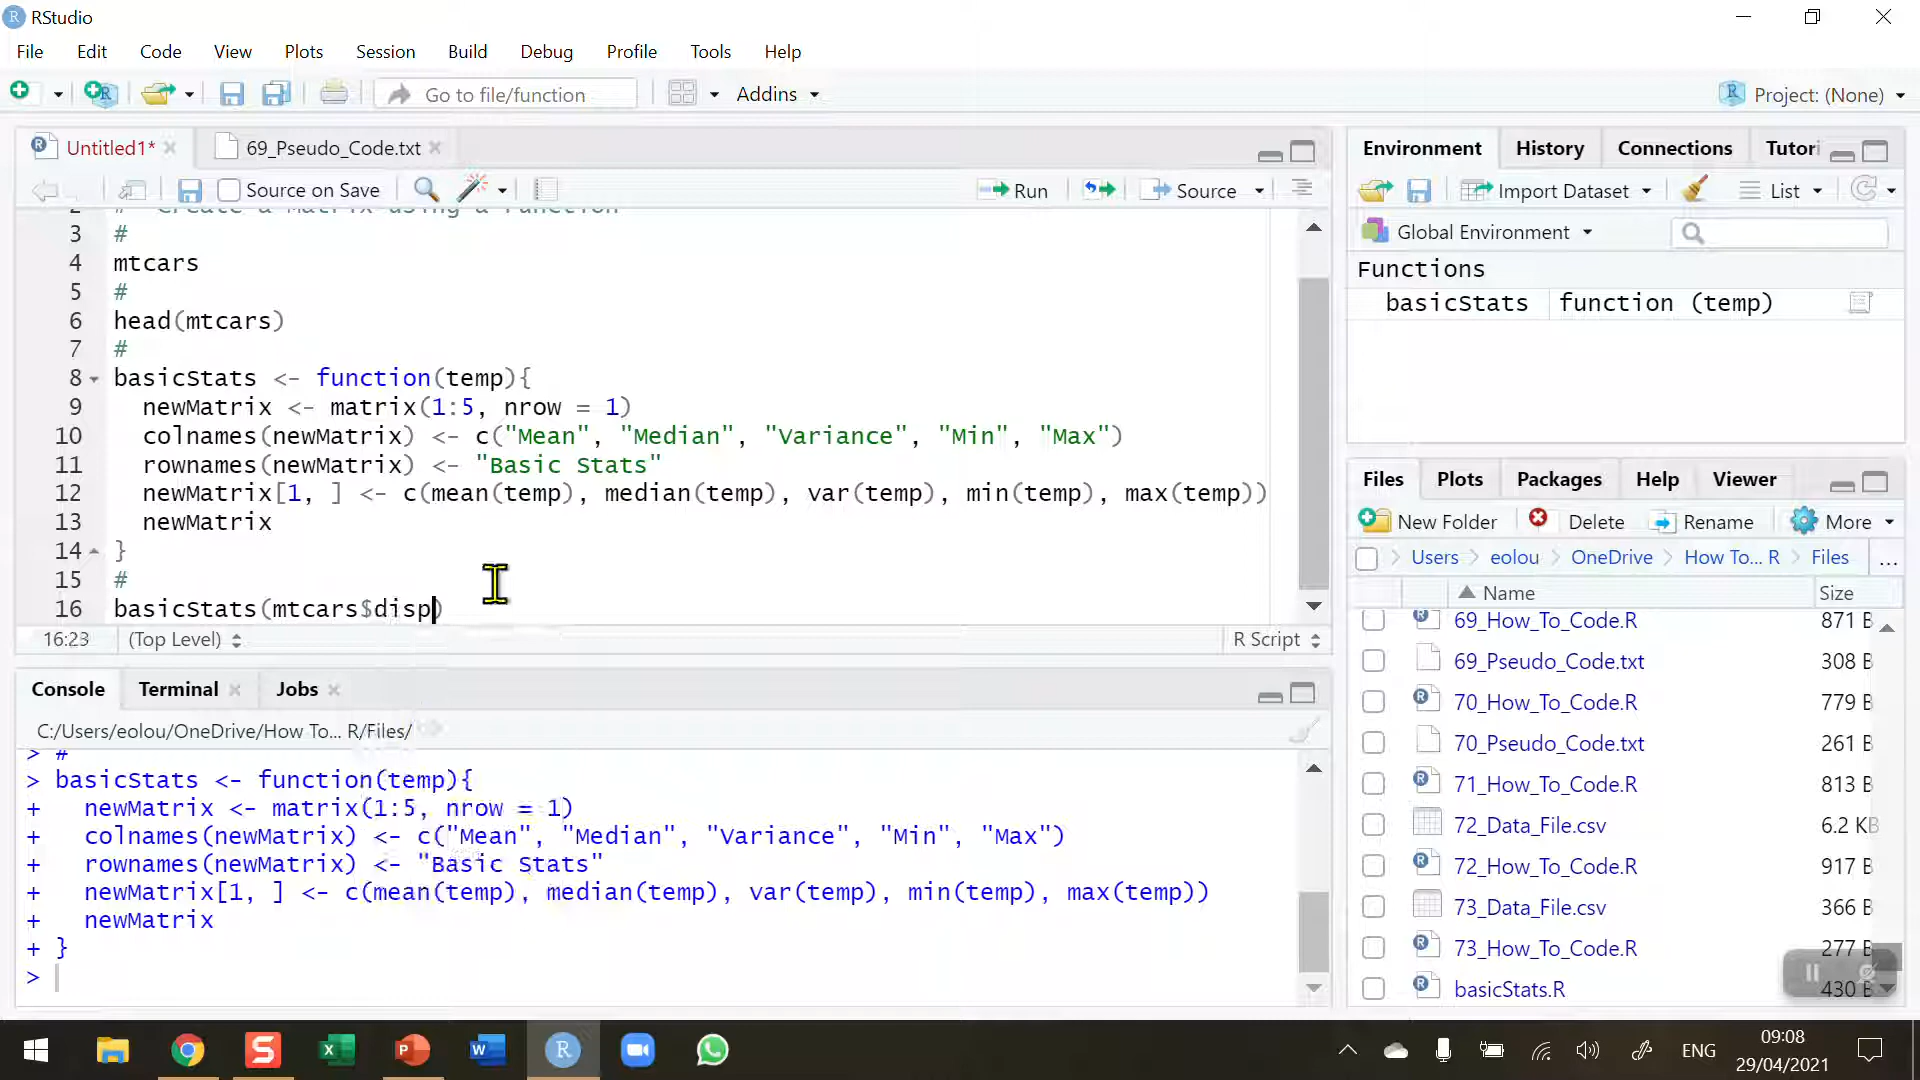 RStudio
File Edit Code View Plots Session Build Debug Profile Tools Help
Go to file/function Addins Project: (None)
Untitled1* 69_Pseudo_Code.txt
Source on Save Run Source
2 # Create a Matrix using a Function
3 #
4 mtcars
5 #
6 head(mtcars)
7 #
8 basicStats <- function(temp){
9 newMatrix <- matrix(1:5, nrow = 1)
10 colnames(newMatrix) <- c("Mean", "Median", "Variance", "Min", "Max")
11 rownames(newMatrix) <- "Basic Stats"
12 newMatrix[1, ] <- c(mean(temp), median(temp), var(temp), min(temp), max(temp))
13 newMatrix
14 }
15 #
16 basicStats(mtcars$disp)
16:23 (Top Level) R Script
Console Terminal Jobs
C:/Users/eolou/OneDrive/How To... R/Files/
> #
> basicStats <- function(temp){
+ newMatrix <- matrix(1:5, nrow = 1)
+ colnames(newMatrix) <- c("Mean", "Median", "Variance", "Min", "Max")
+ rownames(newMatrix) <- "Basic Stats"
+ newMatrix[1, ] <- c(mean(temp), median(temp), var(temp), min(temp), max(temp))
+ newMatrix
+ }
>
Environment History Connections Tutori
Import Dataset List
Global Environment
Functions
basicStats function (temp)
Files Plots Packages Help Viewer
New Folder Delete Rename More
Users eolou OneDrive How To... R Files ...
Name Size
69_How_To_Code.R 871 B
69_Pseudo_Code.txt 308 B
70_How_To_Code.R 779 B
70_Pseudo_Code.txt 261 B
71_How_To_Code.R 813 B
72_Data_File.csv 6.2 KB
72_How_To_Code.R 917 B
73_Data_File.csv 366 B
73_How_To_Code.R 277 B
basicStats.R 430 B
ENG 09:08
29/04/2021